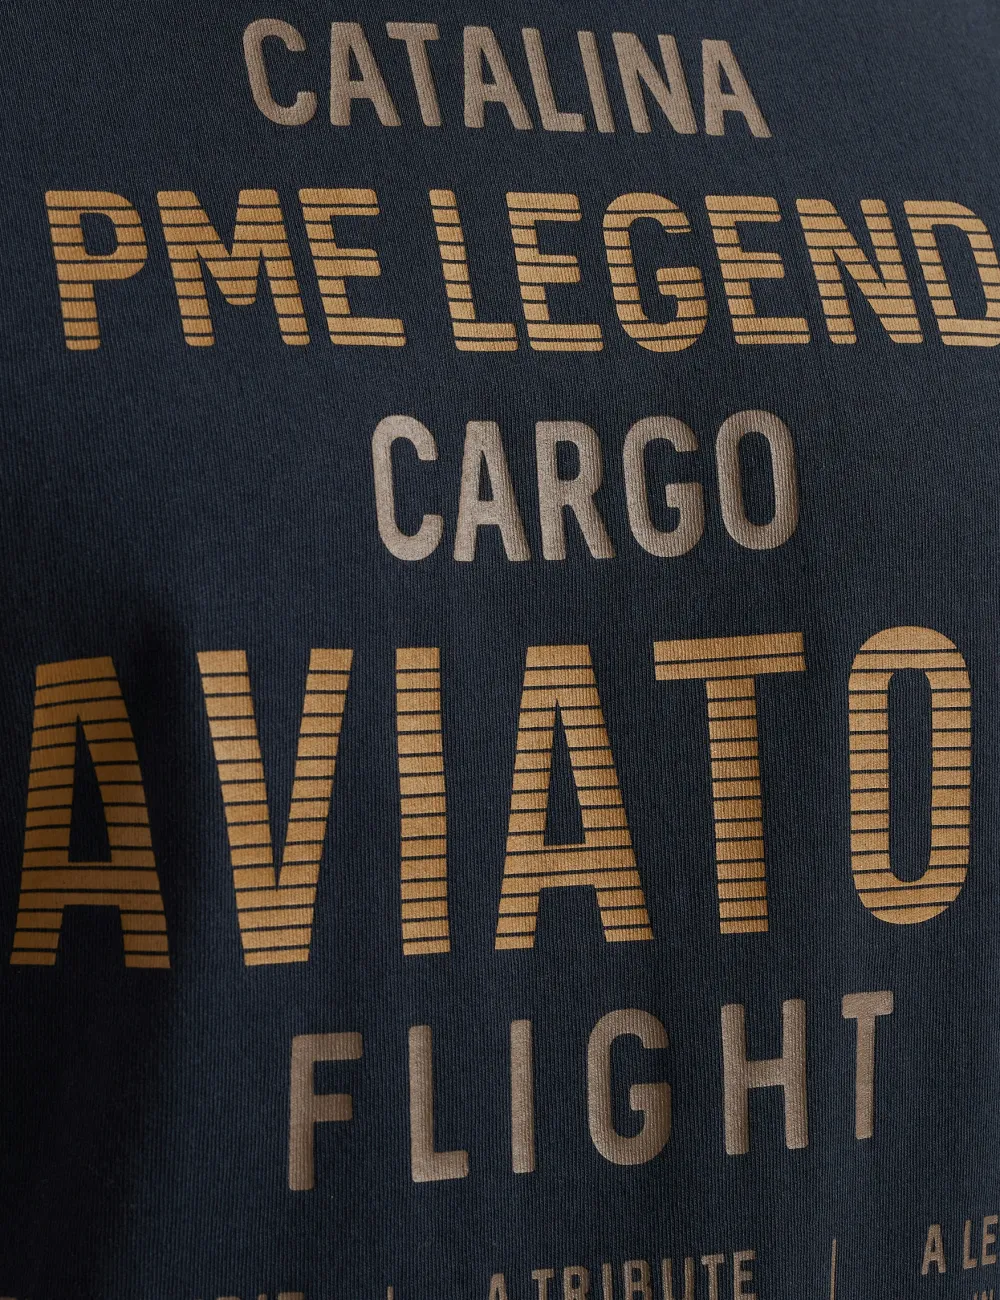 CATALINA
PME LEGEND
CARGO
AVIATO
FLIGHT
A TRIBUTE
A LE